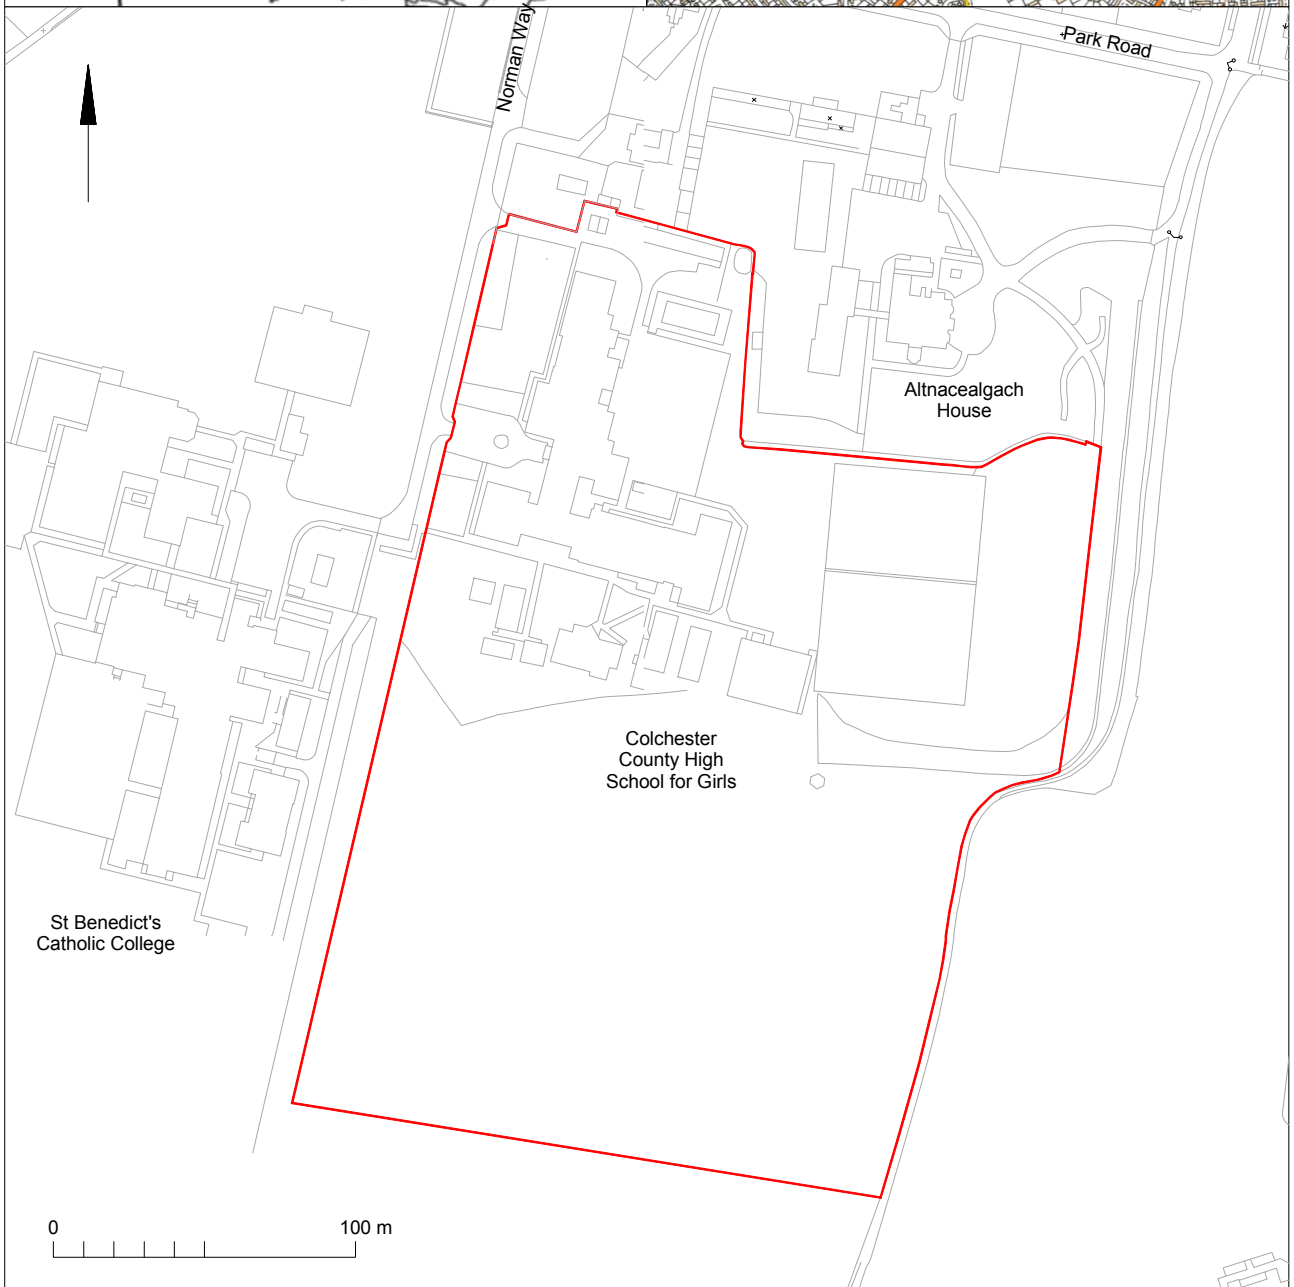 Norman Way
Park Road
Altnacealgach
House
Colchester
County High
School for Girls
St Benedict's
Catholic College
0 100 m